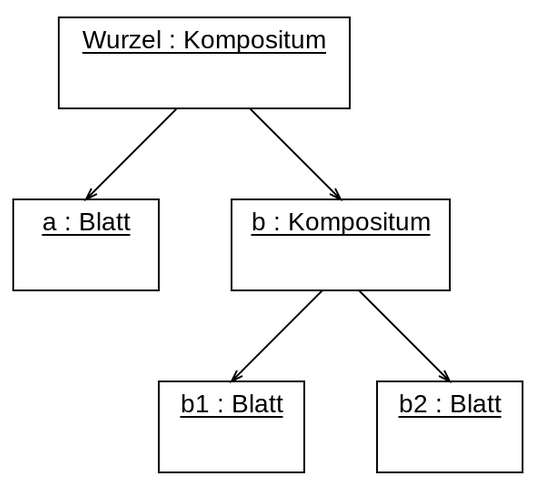 Wurzel : Kompositum
a : Blatt
b : Kompositum
b1 : Blatt
b2 : Blatt